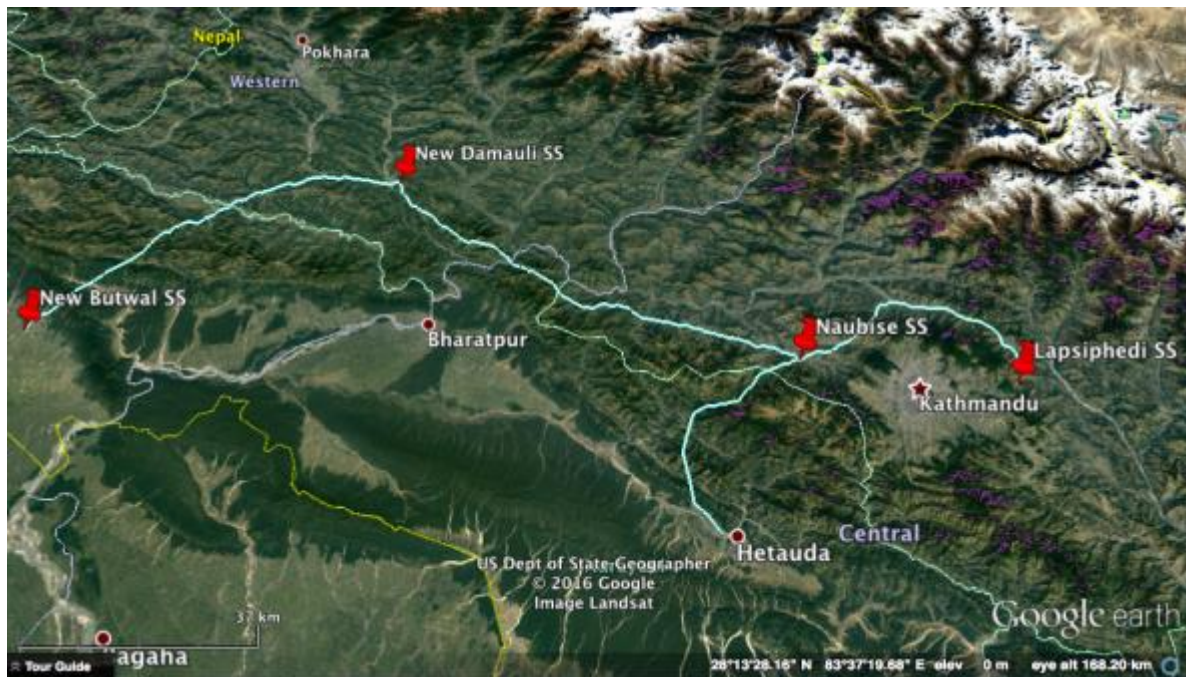 Nepal
Pokhara
Western
New Damauli SS
New Butwal SS
Bharatpur
Naubise SS
Lapsiphedi SS
Kathmandu
Hetauda
Central
US Dept of State Geographer
© 2016 Google
Image Landsat
Google earth
37 km
agaha
Tour Guide
28°13'28.16" N 83°37'19.68" E elev 0 m eye alt 168.20 km